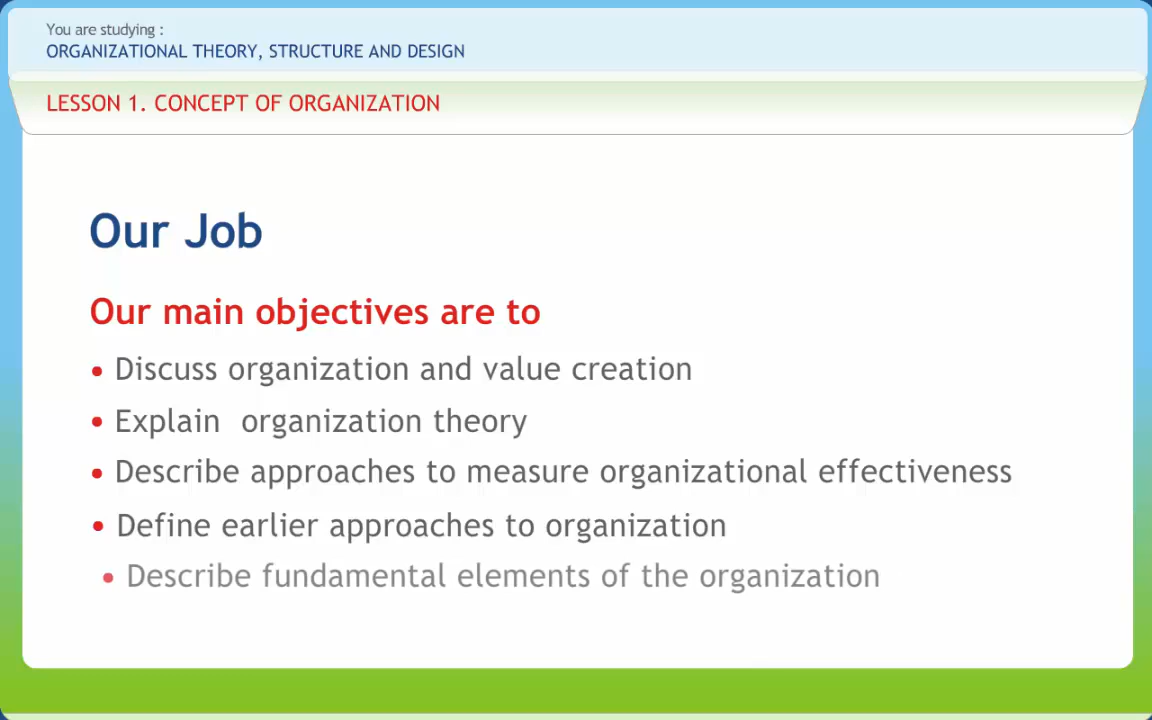 You are studying :
ORGANIZATIONAL THEORY, STRUCTURE AND DESIGN
LESSON 1. CONCEPT OF ORGANIZATION
Our Job
Our main objectives are to
• Discuss organization and value creation
• Explain  organization theory
• Describe approaches to measure organizational effectiveness
• Define earlier approaches to organization
• Describe fundamental elements of the organization